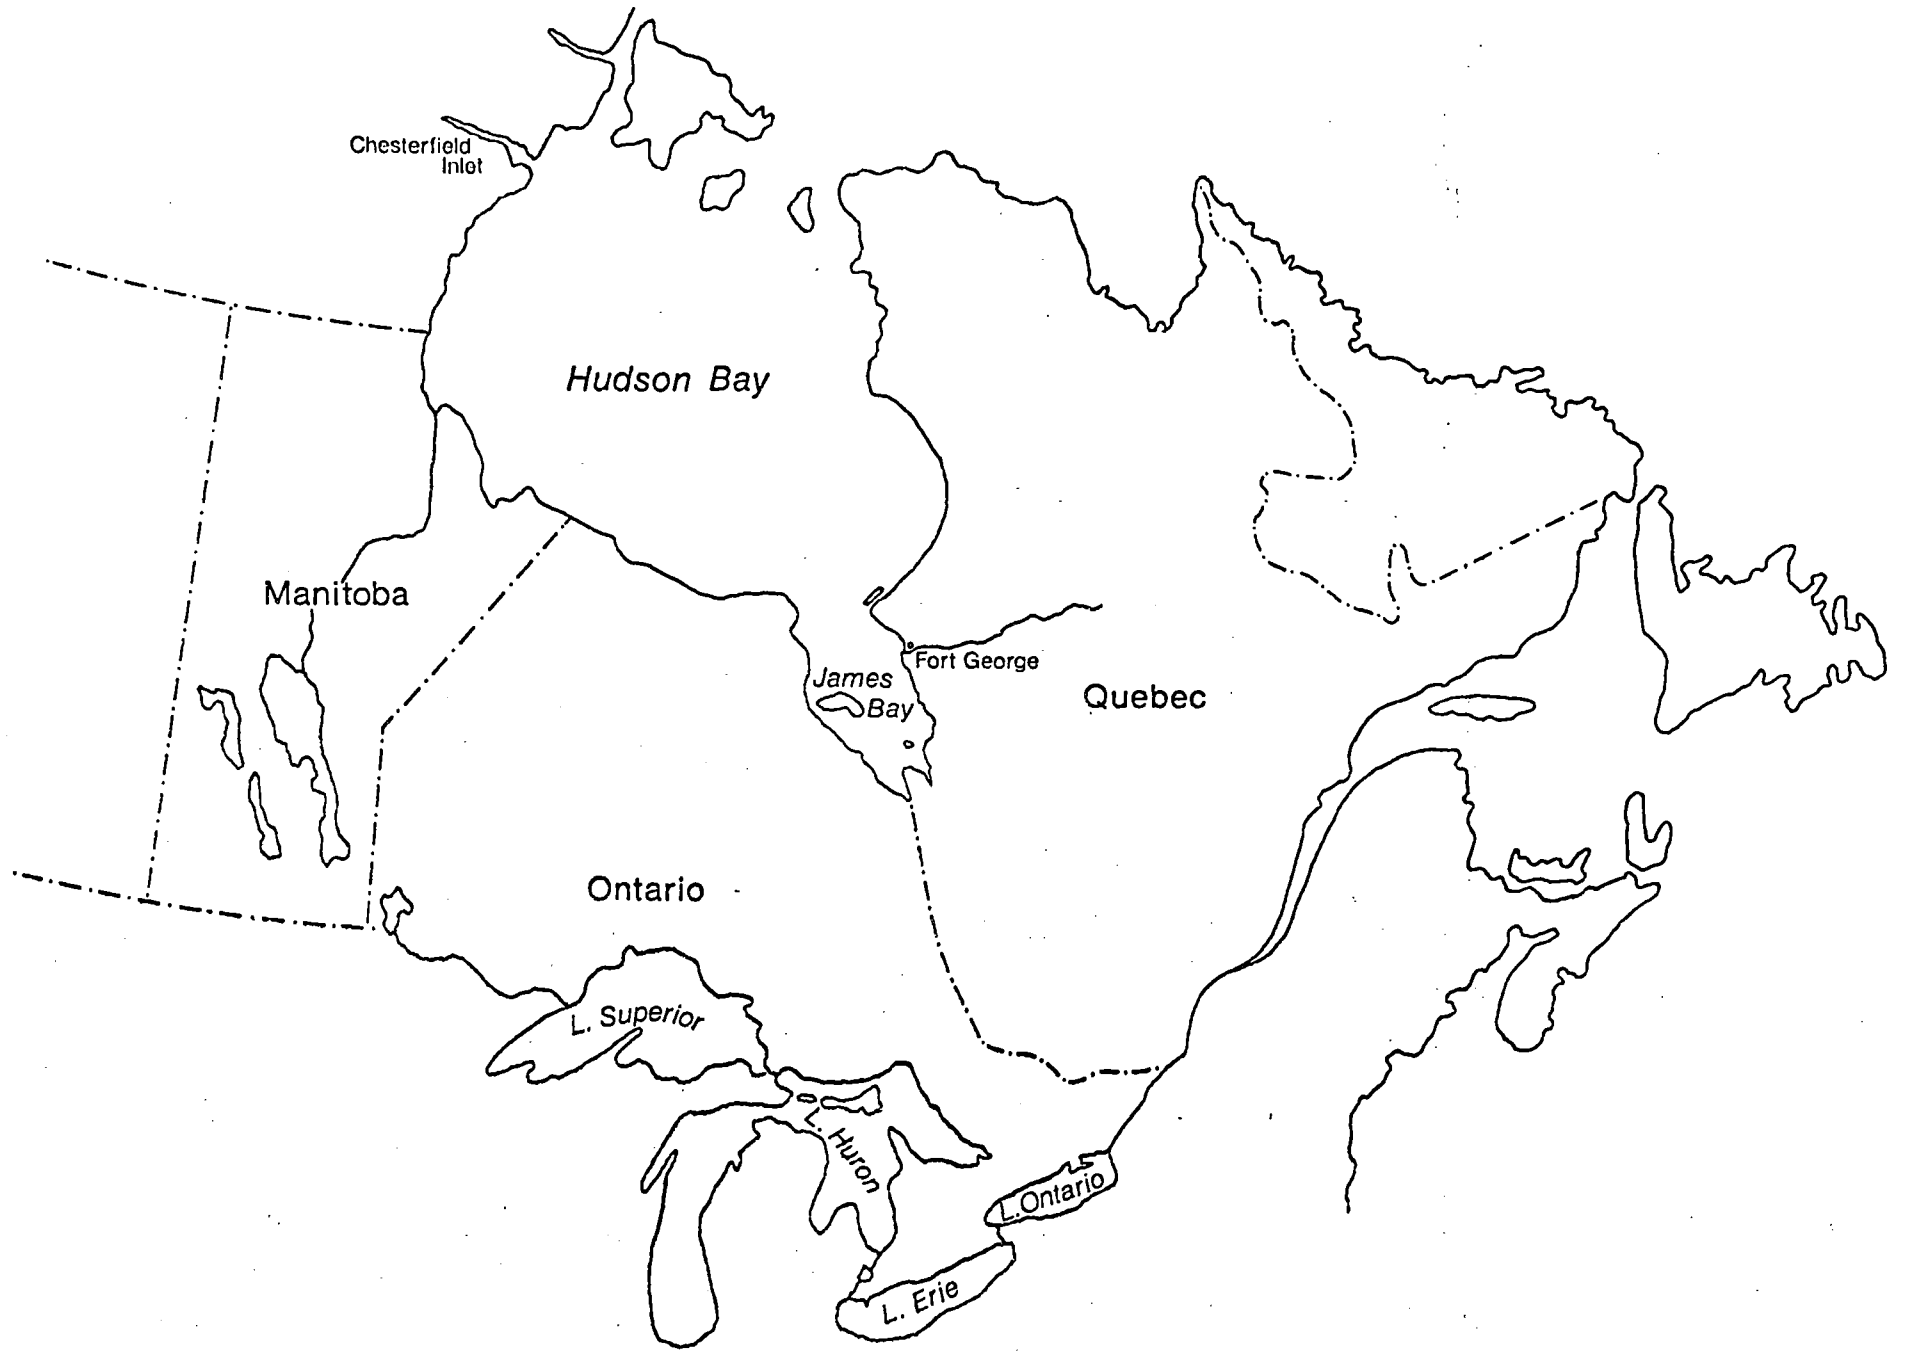 Chesterfield
Inlet
Hudson Bay
Manitoba
Fort George
James
Bay
Quebec
Ontario
L. Superior
L. Huron
L. Ontario
L. Erie